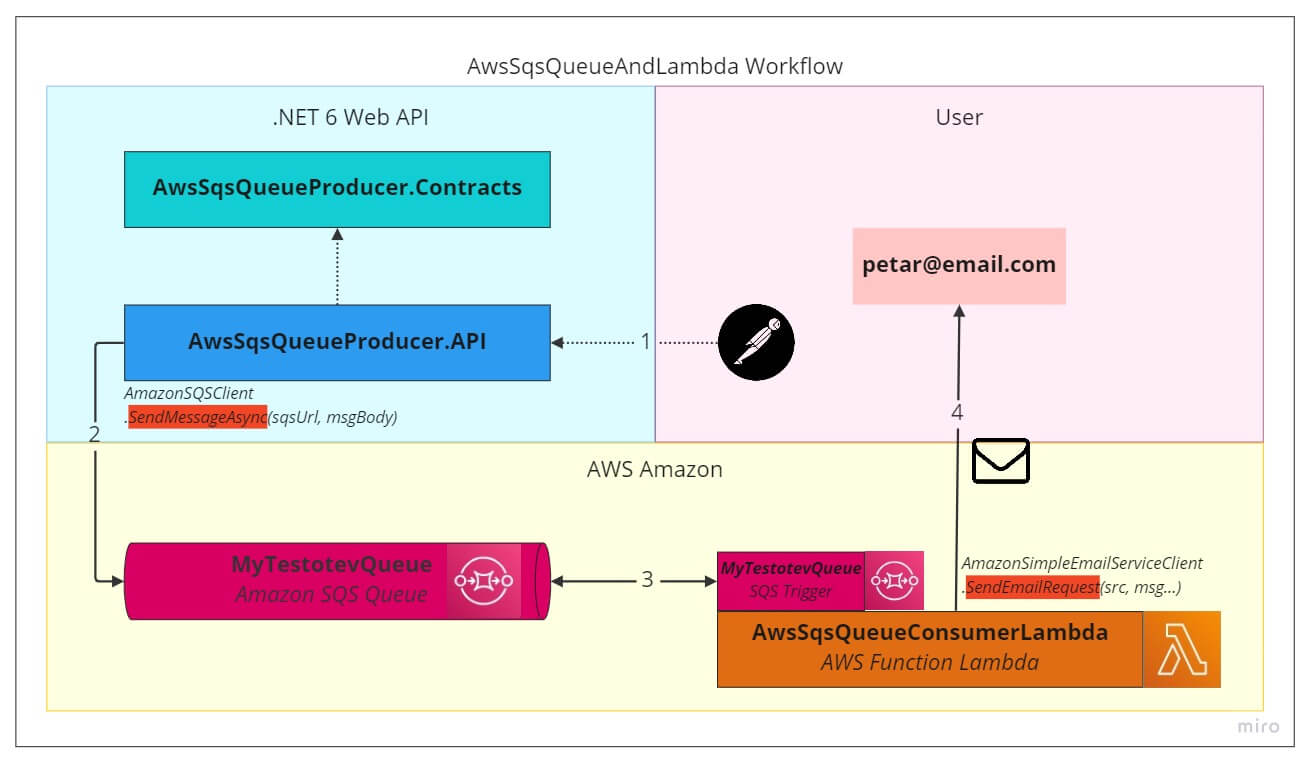 AwsSqsQueueAndLambda Workflow
.NET 6 Web API
User
AwsSqsQueueProducer.Contracts
petar@email.com
AwsSqsQueueProducer.API
1
AmazonSQSClient
.SendMessageAsync(sqsUrl, msgBody)
2
4
AWS Amazon
MyTestotevQueue
Amazon SQS Queue
3
MyTestotevQueue
SQS Trigger
AmazonSimpleEmailServiceClient
.SendEmailRequest(src, msg...)
AwsSqsQueueConsumerLambda
AWS Function Lambda
miro